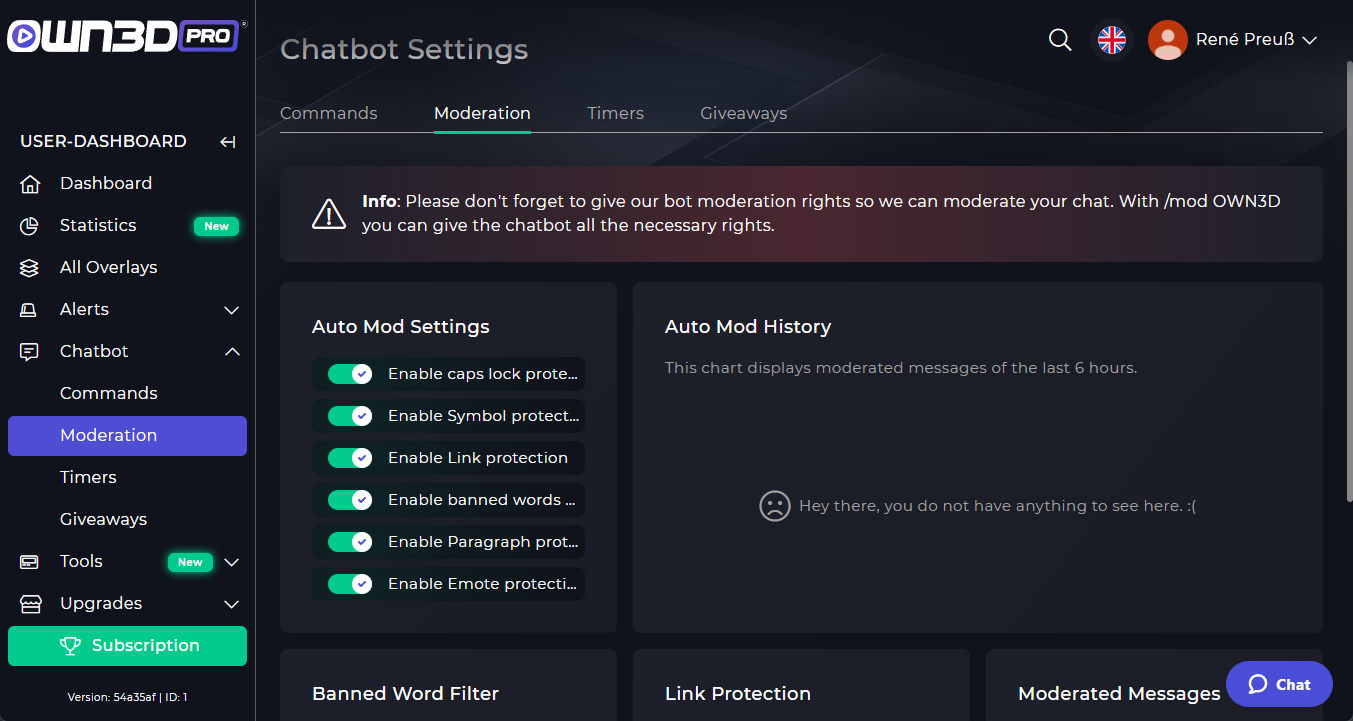 OWN3D PRO
USER-DASHBOARD
Dashboard
Statistics New
All Overlays
Alerts
Chatbot
Commands
Moderation
Timers
Giveaways
Tools New
Upgrades
Subscription
Version: 54a35af | ID: 1
Chatbot Settings
René Preuß
Commands Moderation Timers Giveaways
Info: Please don't forget to give our bot moderation rights so we can moderate your chat. With /mod OWN3D
you can give the chatbot all the necessary rights.
Auto Mod Settings
Enable caps lock prote...
Enable Symbol protect...
Enable Link protection
Enable banned words ...
Enable Paragraph prot...
Enable Emote protecti...
Auto Mod History
This chart displays moderated messages of the last 6 hours.
Hey there, you do not have anything to see here. :(
Banned Word Filter
Link Protection
Moderated Messages
Chat